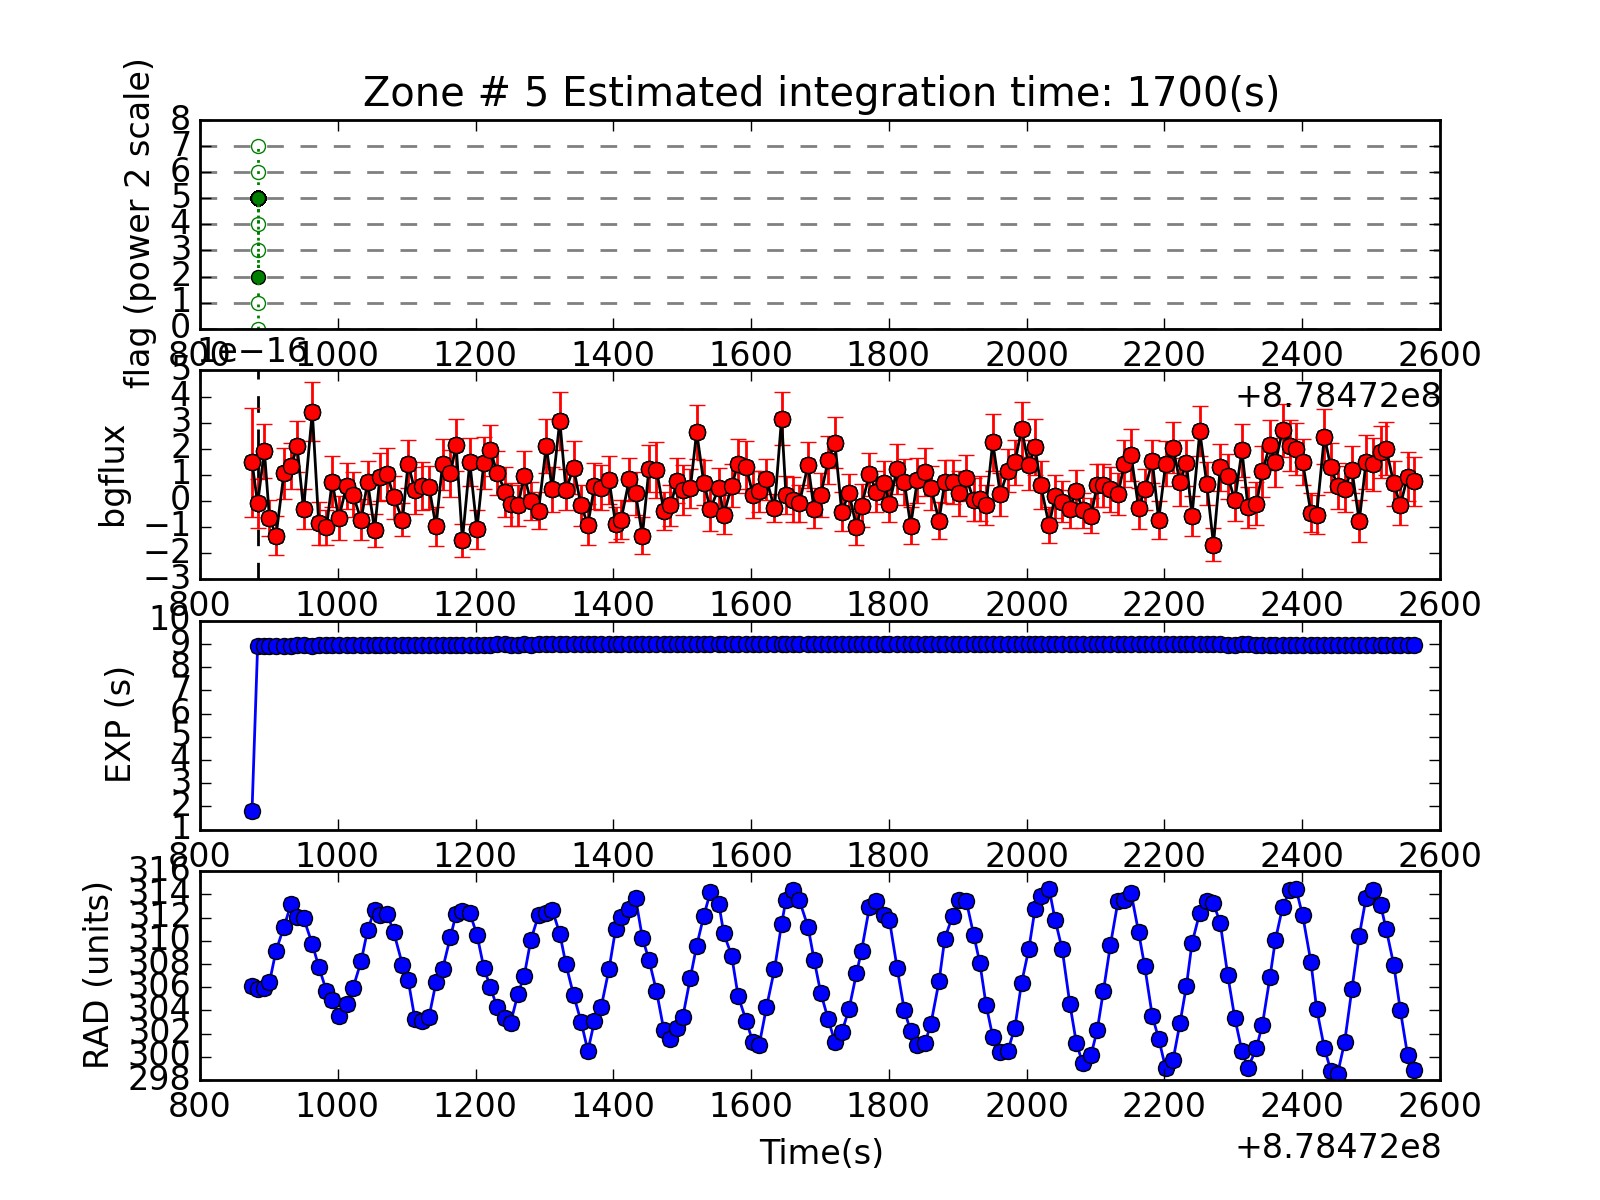 Zone # 5 Estimated integration time: 1700(s)
flag (power 2 scale)
8
7
6
5
4
3
2
1
0
800 1000 1200 1400 1600 1800 2000 2200 2400 2600
1e−16
+8.78472e8
bgflux
5
4
3
2
1
0
−1
−2
−3
800 1000 1200 1400 1600 1800 2000 2200 2400 2600
EXP (s)
10
9
8
7
6
5
4
3
2
1
800 1000 1200 1400 1600 1800 2000 2200 2400 2600
RAD (units)
316
314
312
310
308
306
304
302
300
298
800 1000 1200 1400 1600 1800 2000 2200 2400 2600
Time(s)
+8.78472e8